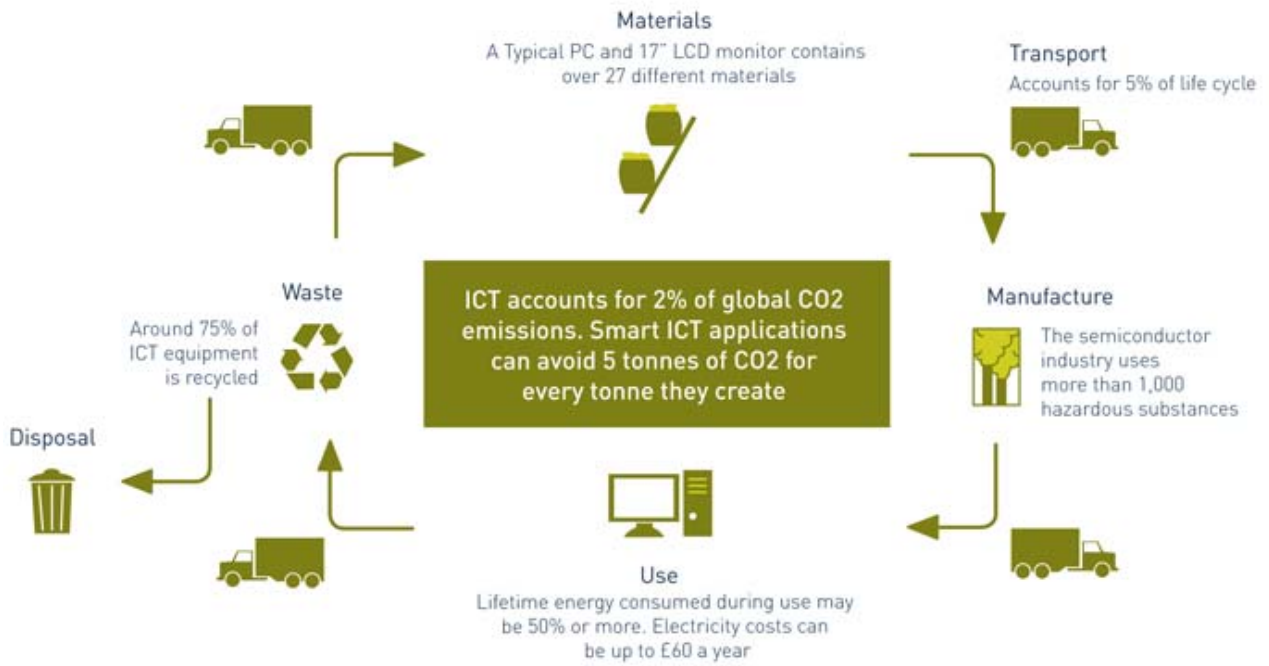 Materials
A Typical PC and 17" LCD monitor contains
over 27 different materials
Transport
Accounts for 5% of life cycle
Waste
Around 75% of
ICT equipment
is recycled
ICT accounts for 2% of global CO2
emissions. Smart ICT applications
can avoid 5 tonnes of CO2 for
every tonne they create
Manufacture
The semiconductor
industry uses
more than 1,000
hazardous substances
Disposal
Use
Lifetime energy consumed during use may
be 50% or more. Electricity costs can
be up to £60 a year